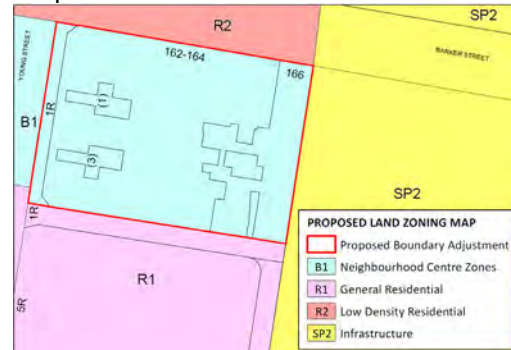 R2
SP2
YOUNG STREET
162-164
BARKER STREET
166
1R
(1)
B1
(3)
1R
SP2
R1
5R
PROPOSED LAND ZONING MAP
Proposed Boundary Adjustment
B1 Neighbourhood Centre Zones
R1 General Residential
R2 Low Density Residential
SP2 Infrastructure